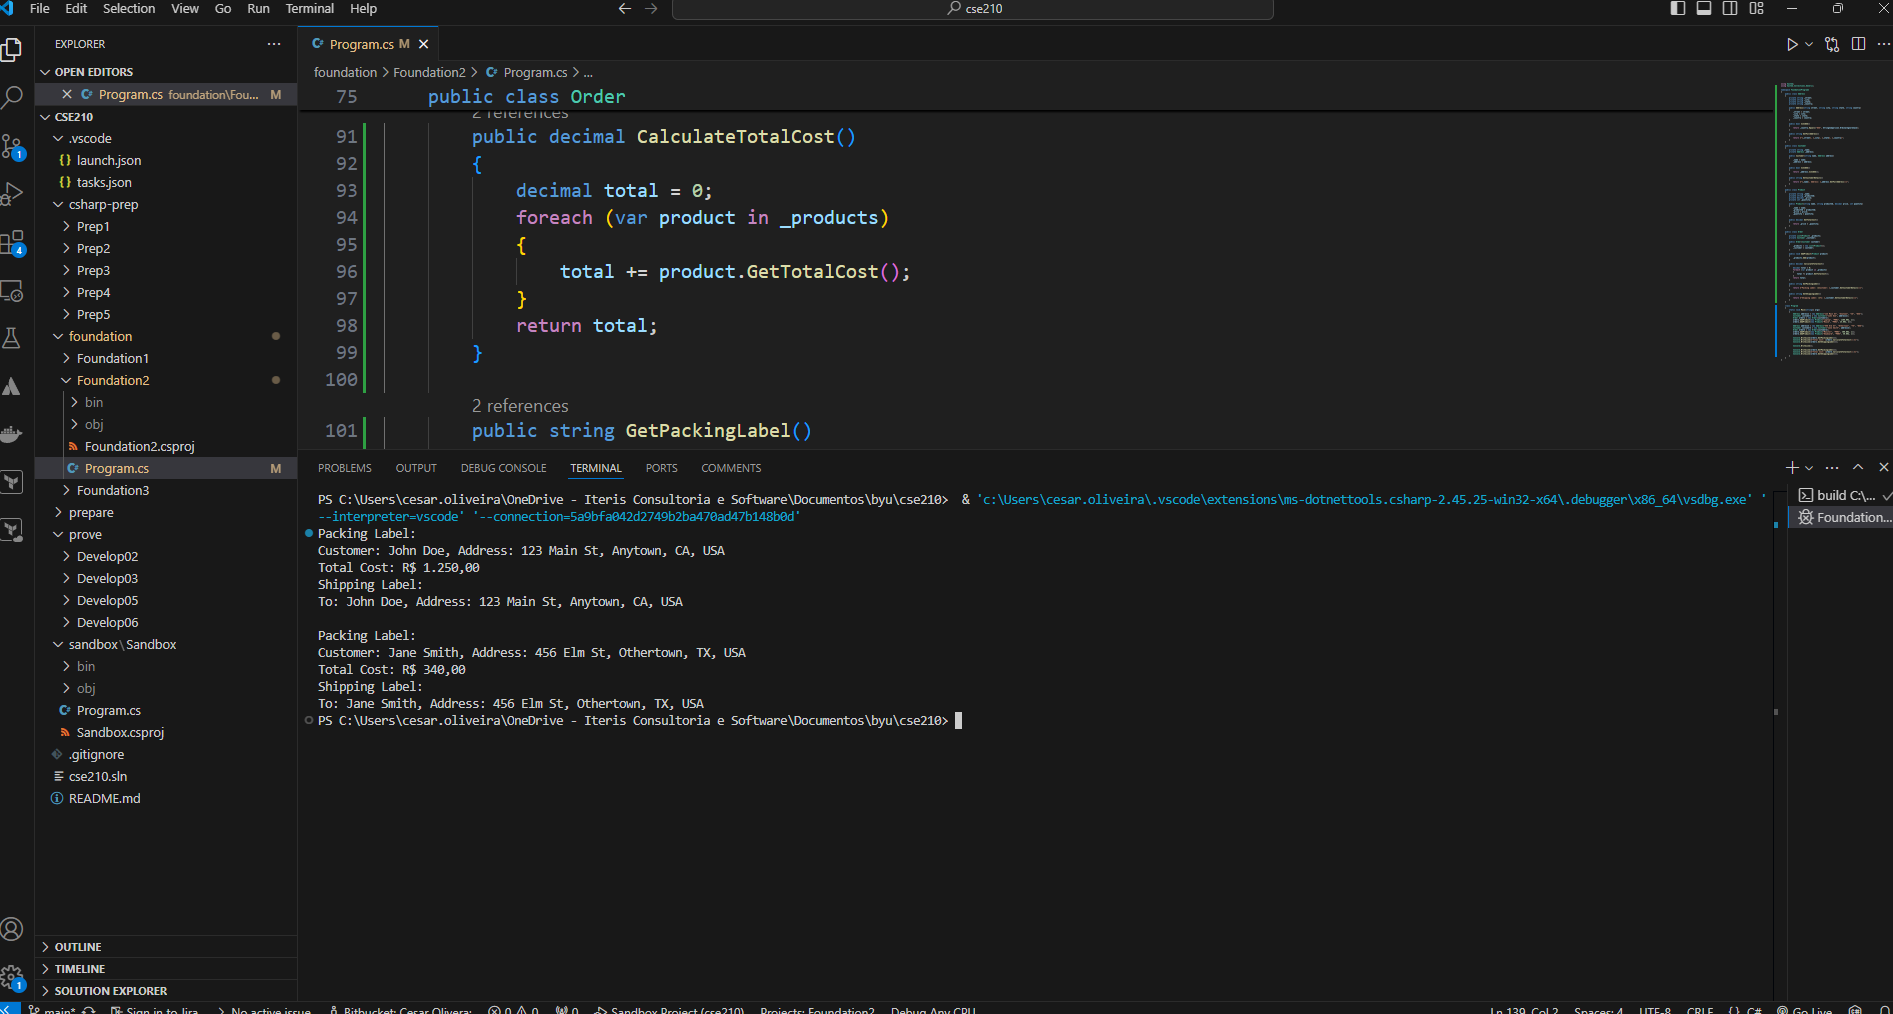 File Edit Selection View Go Run Terminal Help
cse210
EXPLORER
OPEN EDITORS
Program.cs foundation\Fou... M
CSE210
.vscode
launch.json
tasks.json
csharp-prep
Prep1
Prep2
Prep3
Prep4
Prep5
foundation
Foundation1
Foundation2
bin
obj
Foundation2.csproj
Program.cs M
Foundation3
prepare
prove
Develop02
Develop03
Develop05
Develop06
sandbox\Sandbox
bin
obj
Program.cs
Sandbox.csproj
.gitignore
cse210.sln
README.md
OUTLINE
TIMELINE
SOLUTION EXPLORER
1
4
1
Program.cs M
foundation > Foundation2 > Program.cs > ...
75 public class Order
2 references
91 public decimal CalculateTotalCost()
92 {
93 decimal total = 0;
94 foreach (var product in _products)
95 {
96 total += product.GetTotalCost();
97 }
98 return total;
99 }
100
2 references
101 public string GetPackingLabel()
PROBLEMS OUTPUT DEBUG CONSOLE TERMINAL PORTS COMMENTS
PS C:\Users\cesar.oliveira\OneDrive - Iteris Consultoria e Software\Documentos\byu\cse210> & 'c:\Users\cesar.oliveira\.vscode\extensions\ms-dotnettools.csharp-2.45.25-win32-x64\.debugger\x86_64\vsdbg.exe' '
--interpreter=vscode' '--connection=5a9bfa042d2749b2ba470ad47b148b0d'
Packing Label:
Customer: John Doe, Address: 123 Main St, Anytown, CA, USA
Total Cost: R$ 1.250,00
Shipping Label:
To: John Doe, Address: 123 Main St, Anytown, CA, USA
Packing Label:
Customer: Jane Smith, Address: 456 Elm St, Othertown, TX, USA
Total Cost: R$ 340,00
Shipping Label:
To: Jane Smith, Address: 456 Elm St, Othertown, TX, USA
PS C:\Users\cesar.oliveira\OneDrive - Iteris Consultoria e Software\Documentos\byu\cse210>
build C:\...
Foundation...
main* Sign in to Jira No active issue Bitbucket: Cesar Olivera: 0 0 0 Sandbox Project (cse210) Projects: Foundation2 Debug Any CPU Ln 139, Col 2 Spaces: 4 UTF-8 CRLF {} C# Go Live